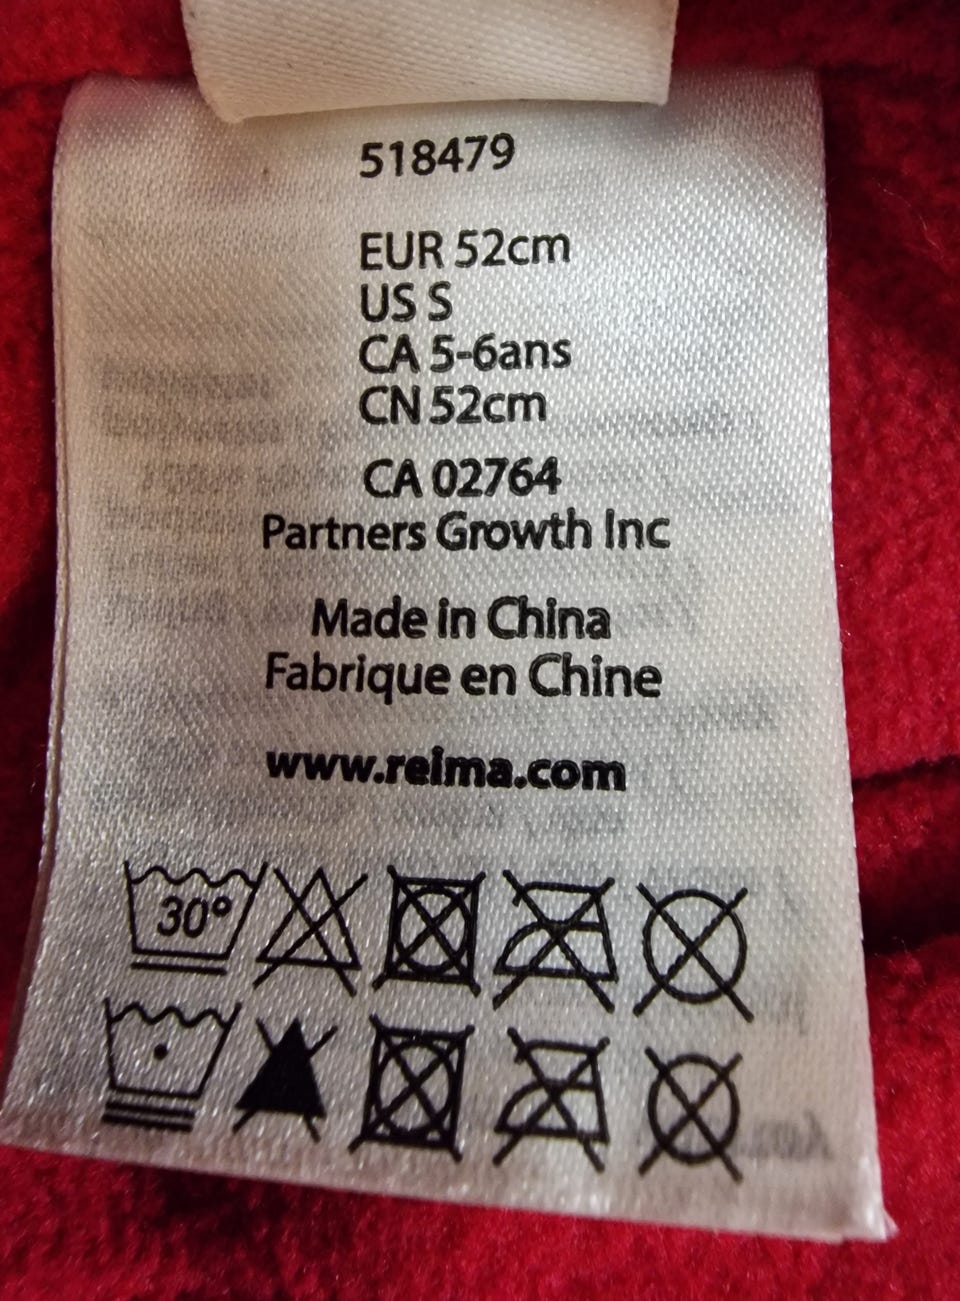 518479
EUR 52cm
US S
CA 5-6ans
CN 52cm
CA 02764
Partners Growth Inc
Made in China
Fabrique en Chine
www.reima.com
30°